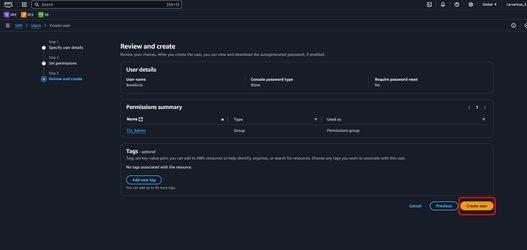 aws
Search
[Alt+S]
Global
VPC
EC2
S3
IAM
Users
Create user
Step 1
Specify user details
Step 2
Set permissions
Step 3
Review and create
Review and create
Review your choices. After you create the user, you can view and download the autogenerated password, if enabled.
User details
User name
Console password type
None
Require password reset
No
Permissions summary
1
Name
Type
Used as
CLI_Admin
Group
Permissions group
Tags - optional
Tags are key-value pairs you can add to AWS resources to help identify, organize, or search for resources. Choose any tags you want to associate with this user.
No tags associated with the resource.
Add new tag
You can add up to 50 more tags.
Cancel
Previous
Create user